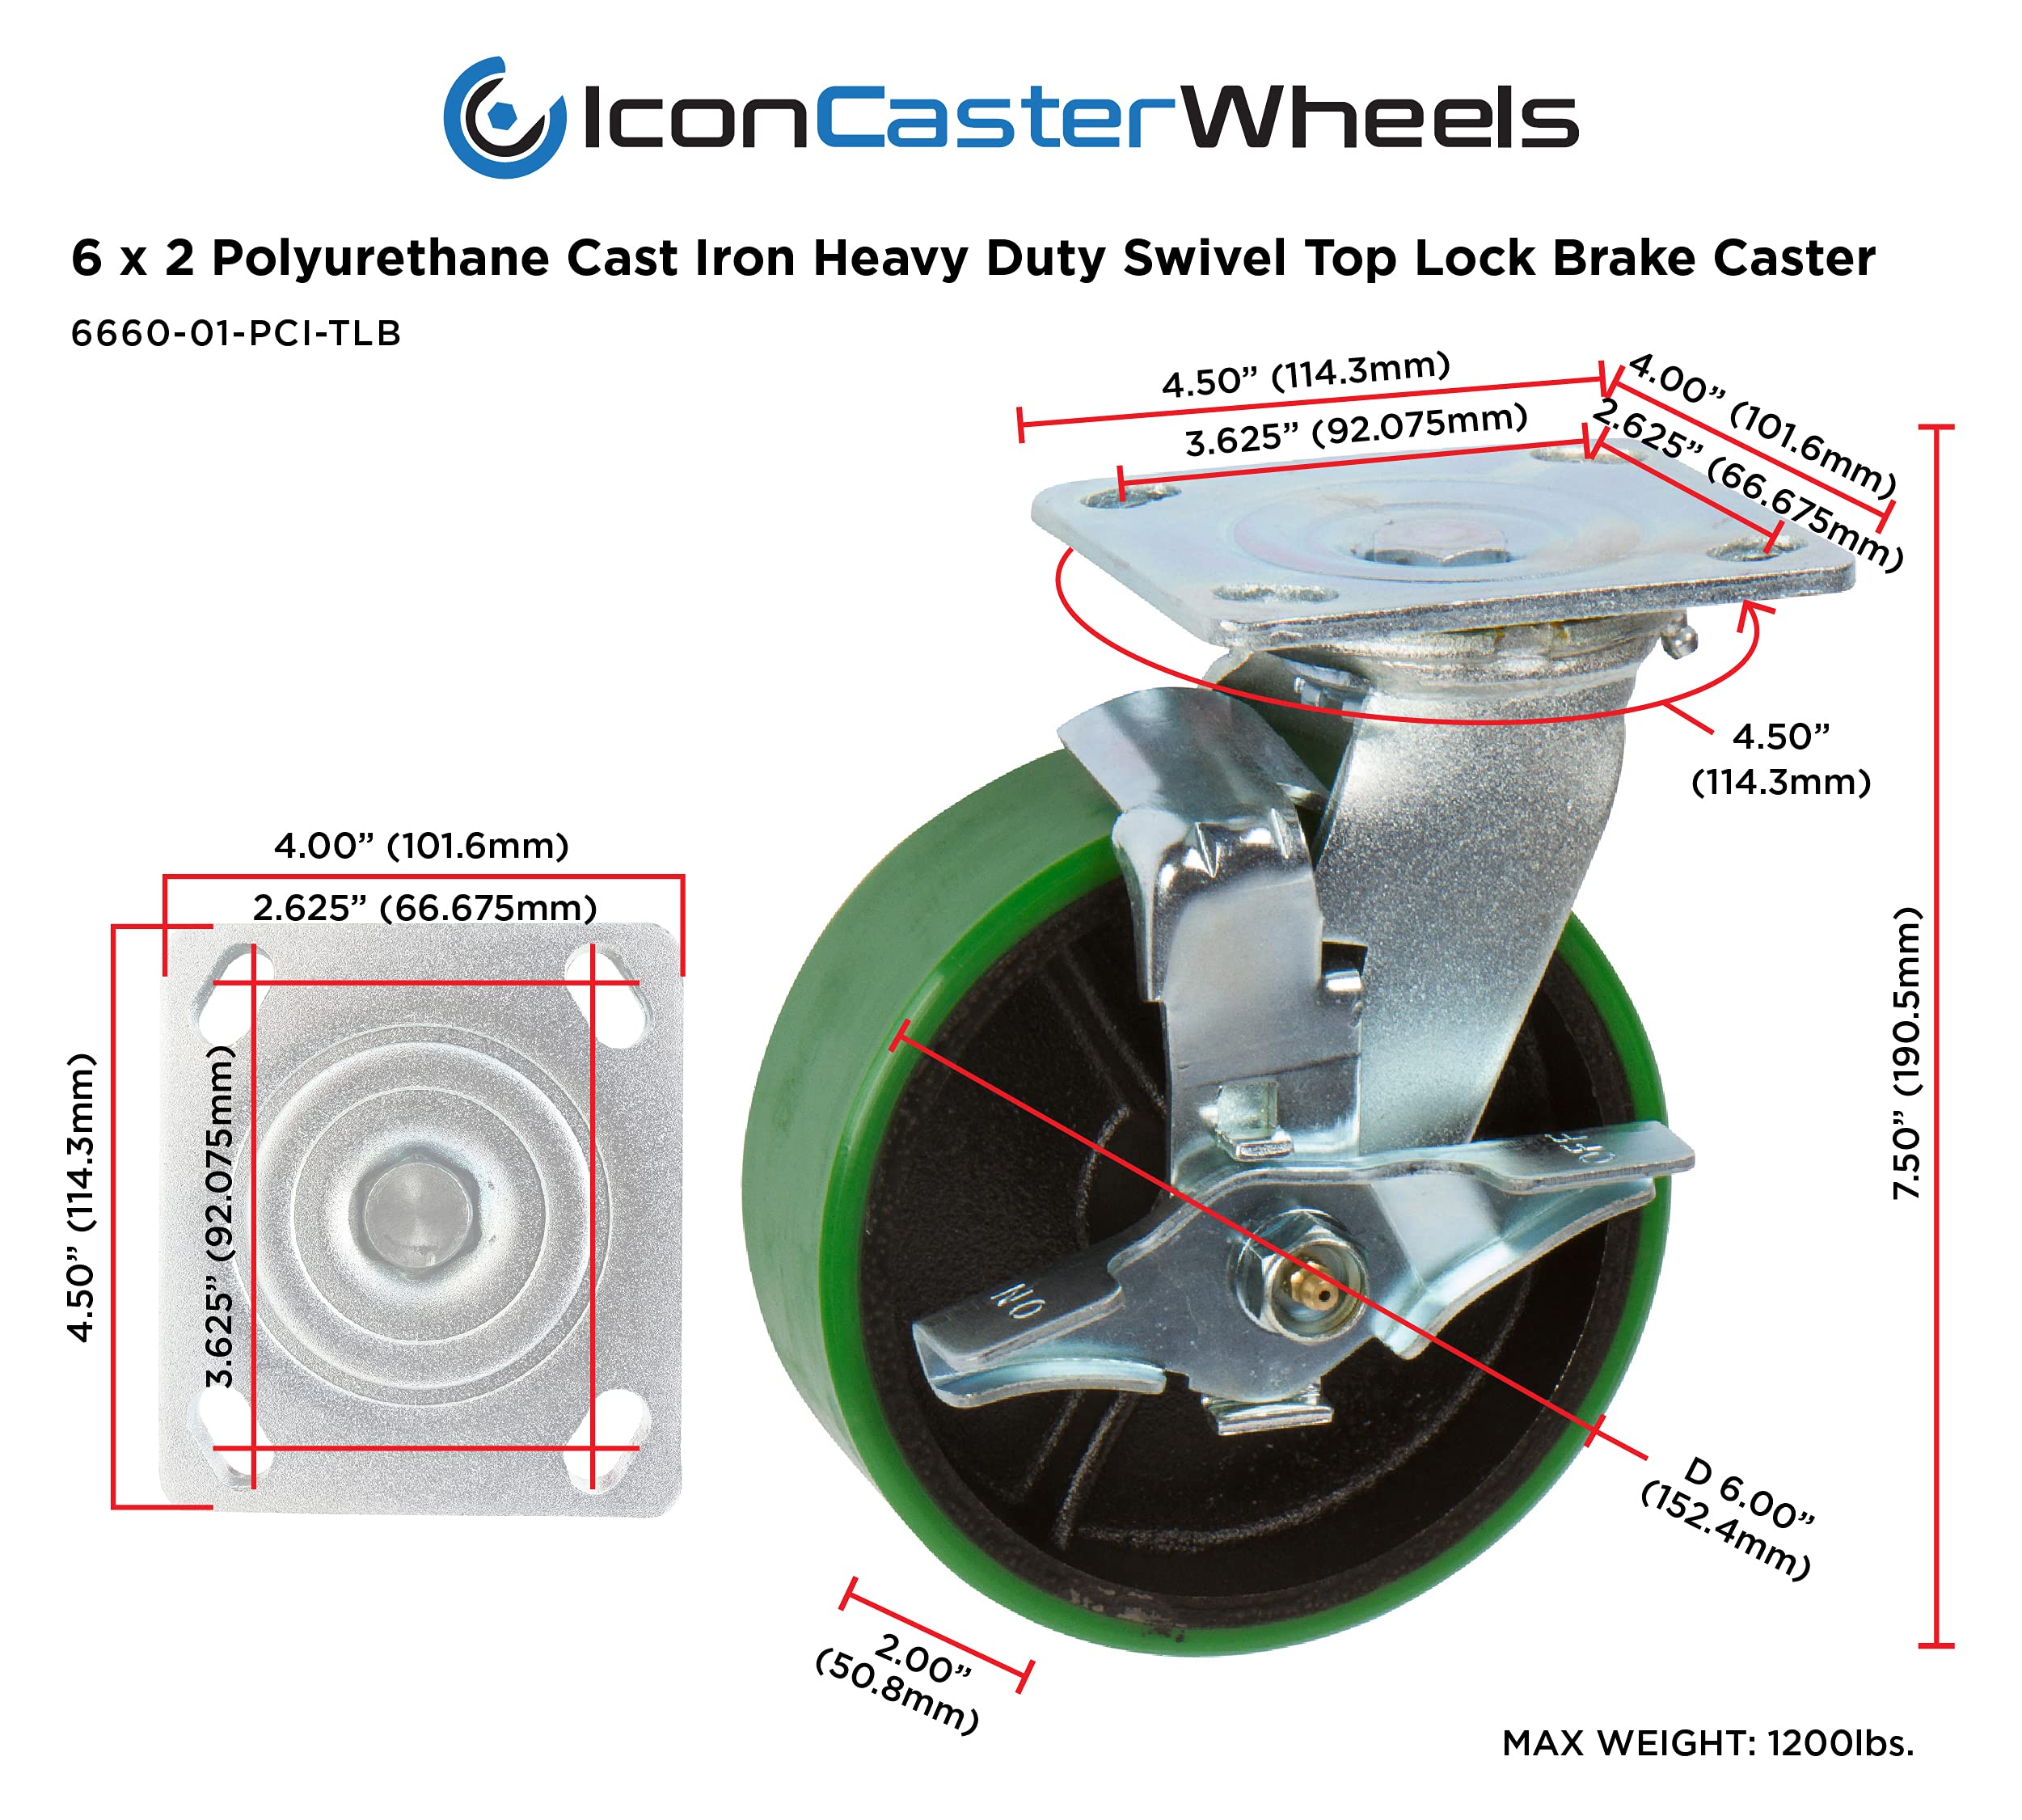 IconCasterWheels
6 x 2 Polyurethane Cast Iron Heavy Duty Swivel Top Lock Brake Caster
6660-01-PCI-TLB
4.50” (114.3mm)
4.00” (101.6mm)
3.625” (92.075mm)
2.625” (66.675mm)
4.50”
(114.3mm)
4.00” (101.6mm)
2.625” (66.675mm)
4.50” (114.3mm)
3.625” (92.075mm)
7.50” (190.5mm)
OFF
ON
D 6.00”
(152.4mm)
2.00”
(50.8mm)
MAX WEIGHT: 1200lbs.